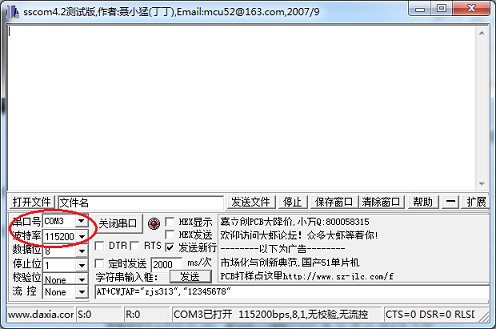 sscom4.2测试版,作者:聂小猛(丁丁),Email:mcu52@163.com,2007/9
打开文件 文件名 发送文件 停止 保存窗口 清除窗口 帮助 — 扩展
串口号 COM3 关闭串口 HEX显示 嘉立创PCB大降价,小万Q:800058315
波特率 115200 HEX发送 欢迎访问大虾论坛! 众多大虾等着你!
数据位 8 DTR RTS 发送新行 --------以下为广告--------
停止位 1 定时发送 2000 ms/次 市场化与创新典范,国产51单片机
校验位 None 字符串输入框: 发送 PCB打样点这里http://www.sz-jlc.com/f
流 控 None AT+CWJAP="zjs313","12345678"
www.daxia.cor S:0 R:0 COM3已打开 115200bps,8,1,无校验,无流控 CTS=0 DSR=0 RLSI